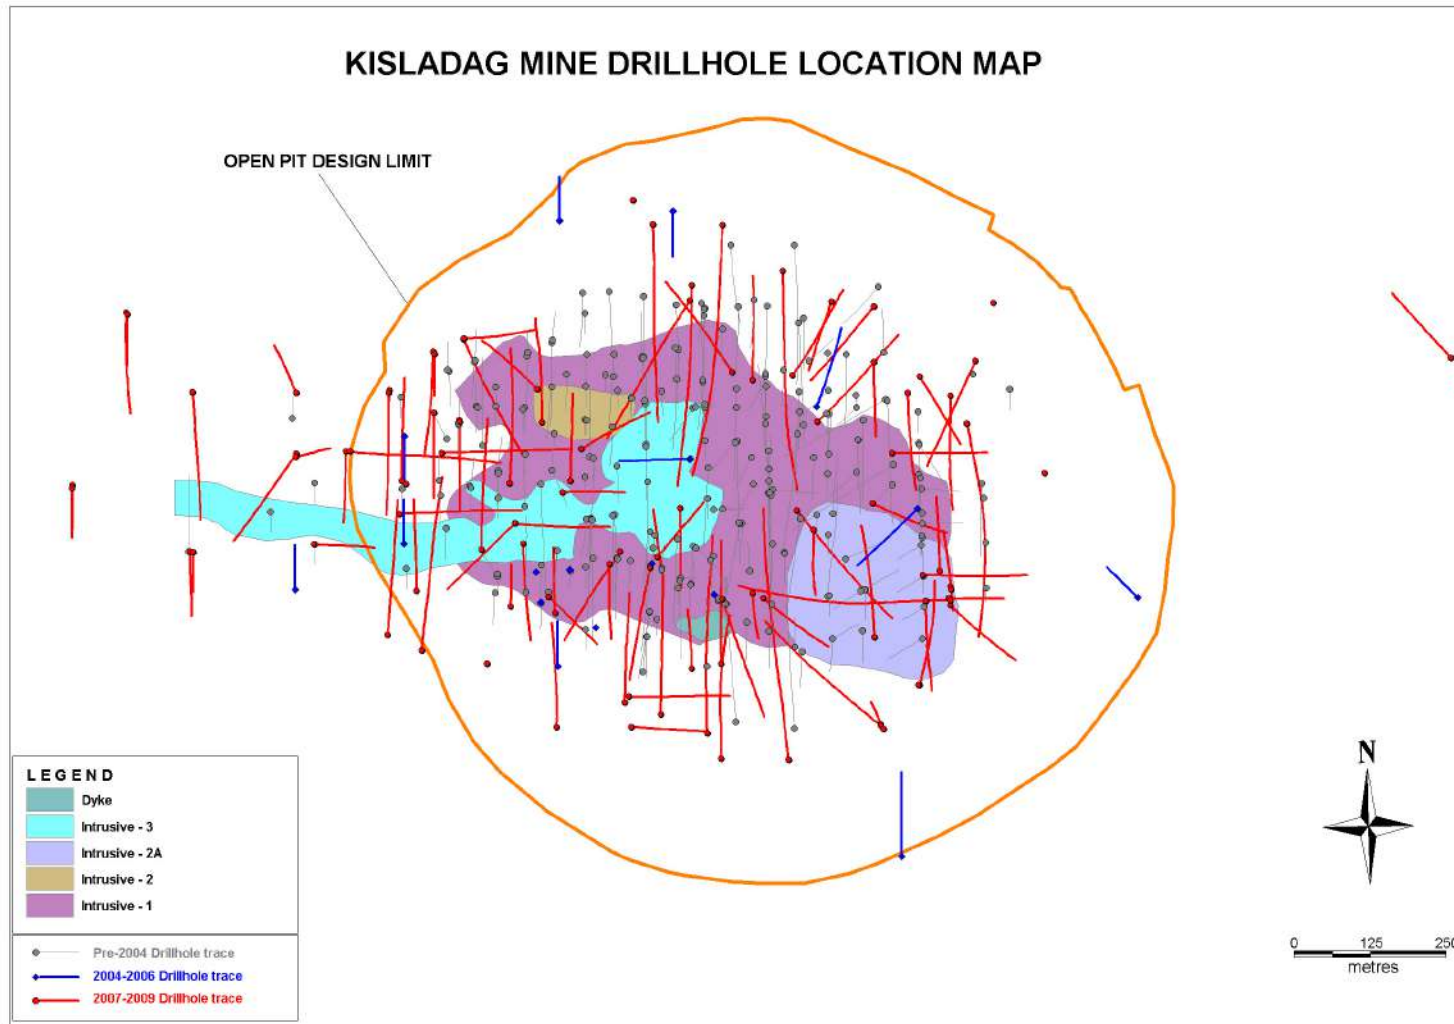 KISLADAG MINE DRILLHOLE LOCATION MAP
OPEN PIT DESIGN LIMIT
LEGEND
Dyke
Intrusive - 3
Intrusive - 2A
Intrusive - 2
Intrusive - 1
Pre-2004 Drillhole trace
2004-2006 Drillhole trace
2007-2009 Drillhole trace
N
0 125 250
metres